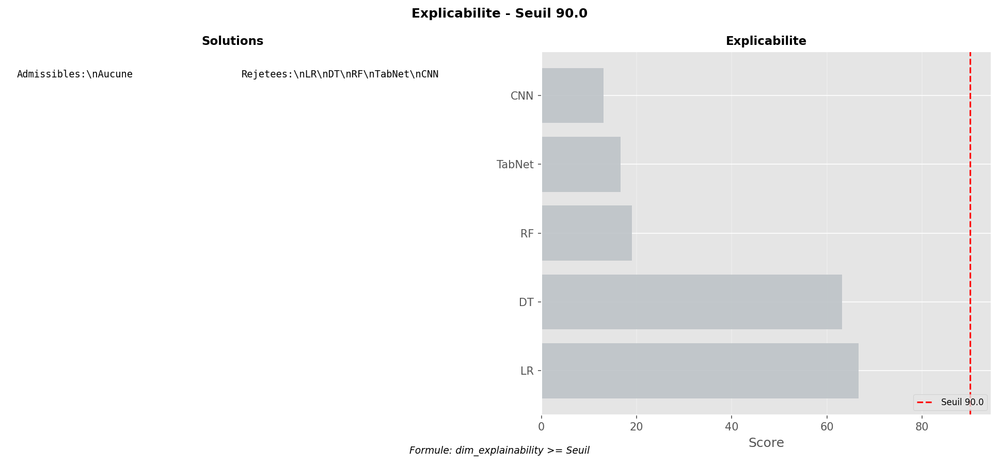 Explicabilite - Seuil 90.0
Solutions
Admissibles:\nAucune
Rejetees:\nLR\nDT\nRF\nTabNet\nCNN
Explicabilite
CNN
TabNet
RF
DT
LR
Seuil 90.0
0 20 40 60 80
Score
Formule: dim_explainability >= Seuil